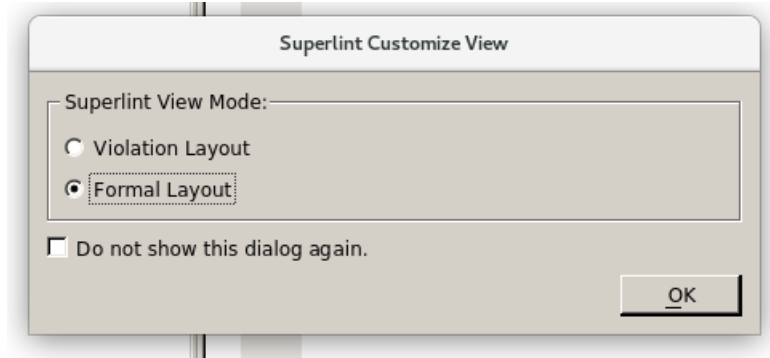 Superlint Customize View
Superlint View Mode:
Violation Layout
Formal Layout
Do not show this dialog again.
OK